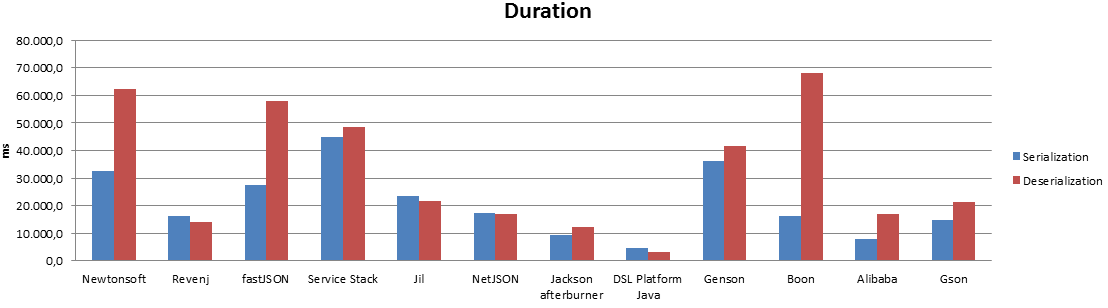 Duration
80.000,0
70.000,0
60.000,0
50.000,0
40.000,0
30.000,0
20.000,0
10.000,0
0,0
ms
Newtonsoft
Revenj
fastJSON
Service Stack
Jil
NetJSON
Jackson
afterburner
DSL Platform
Java
Genson
Boon
Alibaba
Gson
Serialization
Deserialization